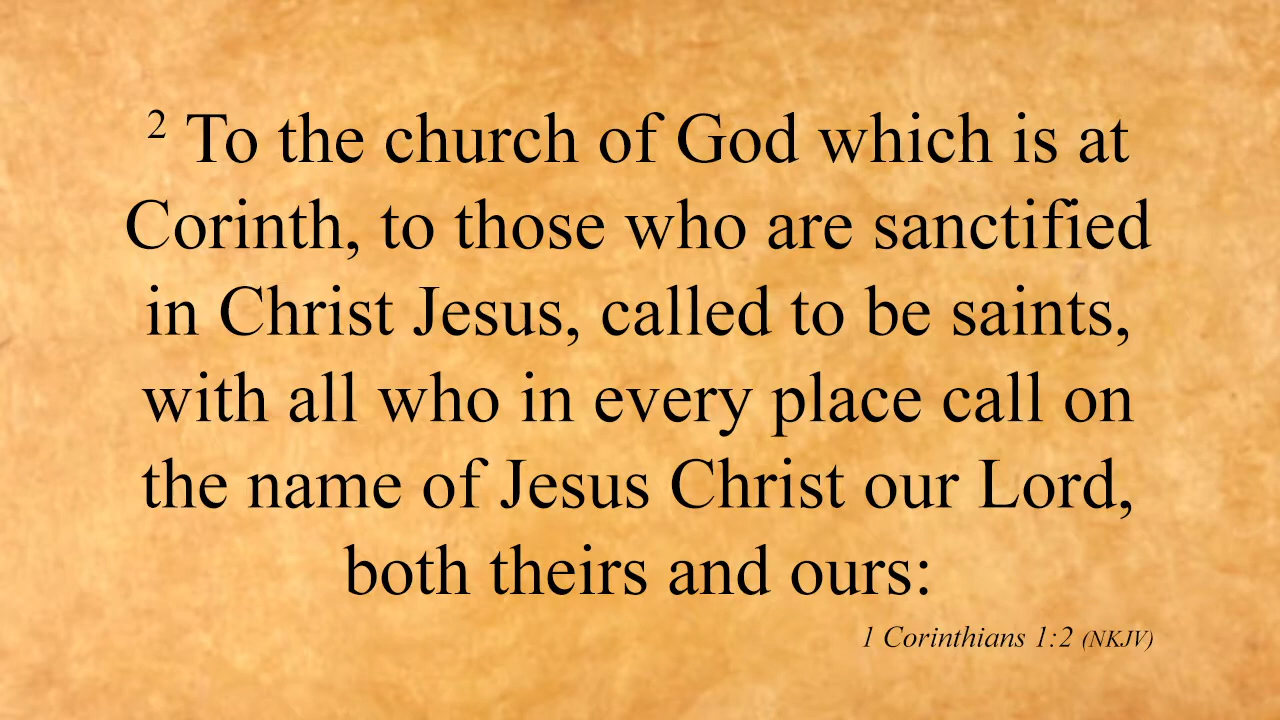 2 To the church of God which is at
Corinth, to those who are sanctified
in Christ Jesus, called to be saints,
with all who in every place call on
the name of Jesus Christ our Lord,
both theirs and ours:
1 Corinthians 1:2 (NKJV)